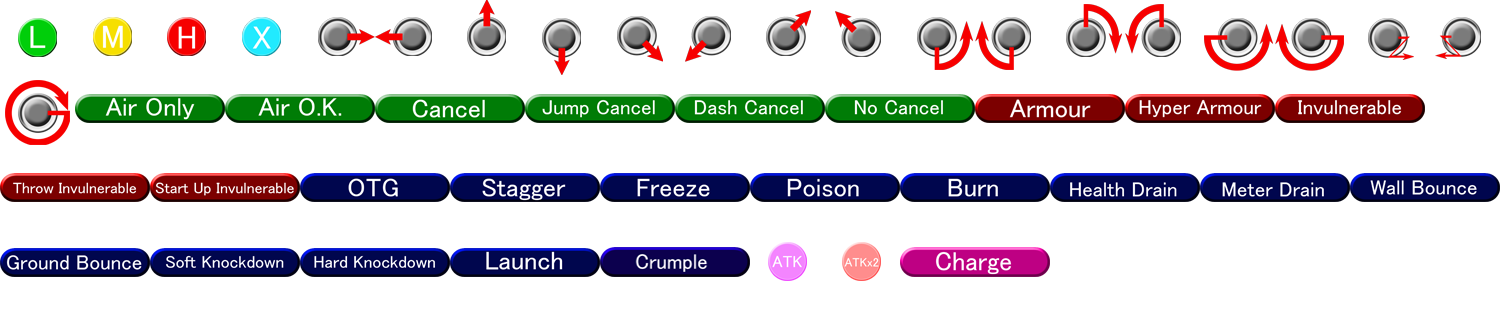 L M H X
Air Only Air O.K. Cancel Jump Cancel Dash Cancel No Cancel Armour Hyper Armour Invulnerable
Throw Invulnerable Start Up Invulnerable OTG Stagger Freeze Poison Burn Health Drain Meter Drain Wall Bounce
Ground Bounce Soft Knockdown Hard Knockdown Launch Crumple ATK ATKx2 Charge